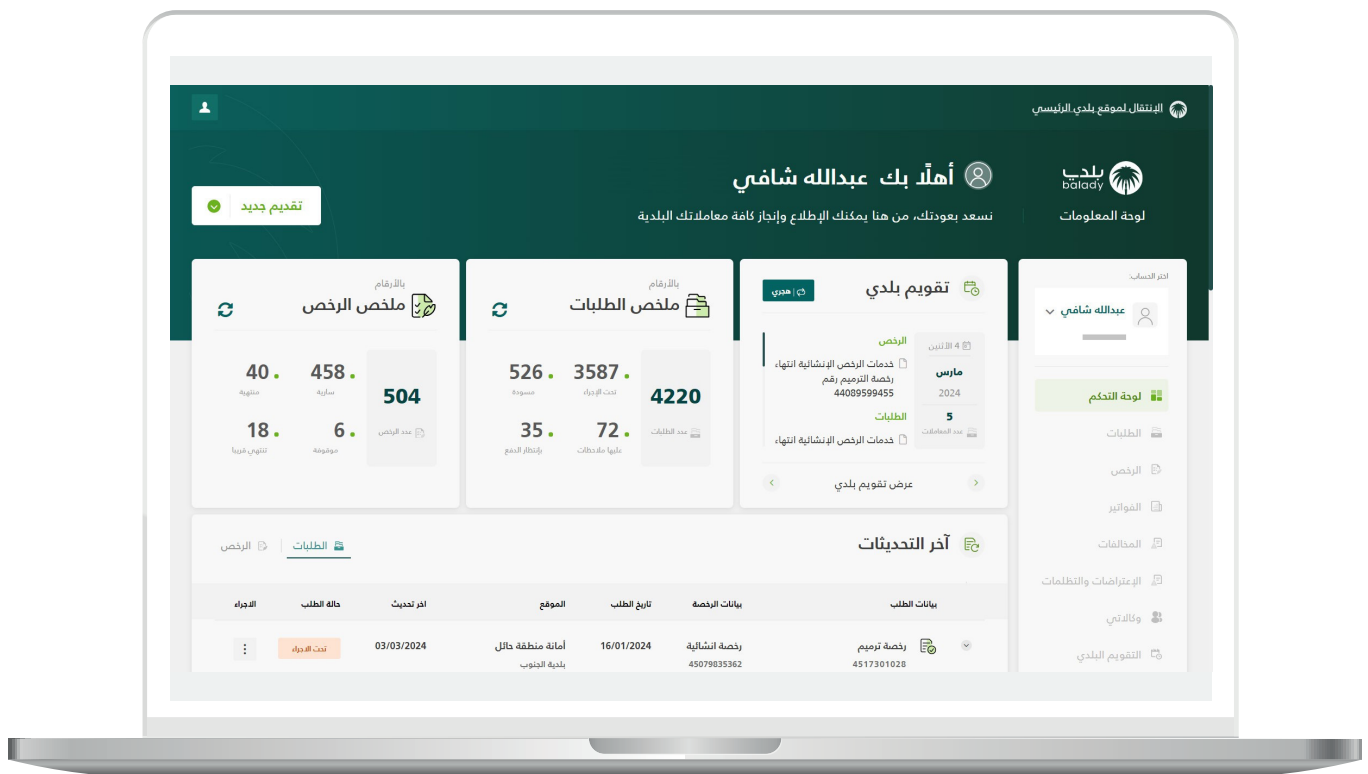 الإنتقال لموقع بلدي الرئيسي
بلدي
balady
لوحة المعلومات
أهلًا بك عبدالله شافي
نسعد بعودتك، من هنا يمكنك الإطلاع وإنجاز كافة معاملاتك البلدية
تقديم جديد
اختر الحساب:
عبدالله شافي
لوحة التحكم
الطلبات
الرخص
الفواتير
المخالفات
الإعتراضات والتظلمات
وكالاتي
التقويم البلدي
تقويم بلدي
هجري
4 الاثنين
مارس
2024
5
عدد المعاملات
الرخص
خدمات الرخص الإنشائية انتهاء
رخصة الترميم رقم
44089599455
الطلبات
خدمات الرخص الإنشائية انتهاء
عرض تقويم بلدي
بالأرقام
ملخص الطلبات
4220
عدد الطلبات
3587
تحت الإجراء
526
مسودة
72
عليها ملاحظات
35
بإنتظار الدفع
بالأرقام
ملخص الرخص
504
عدد الرخص
458
سارية
40
منتهية
6
موقوفة
18
تنتهي قريبا
آخر التحديثات
الطلبات
الرخص
بيانات الطلب بيانات الرخصة تاريخ الطلب الموقع اخر تحديث حالة الطلب الاجراء
رخصة ترميم رخصة انشائية 16/01/2024 أمانة منطقة حائل 03/03/2024 تحت الاجراء
4517301028 45079835362 بلدية الجنوب